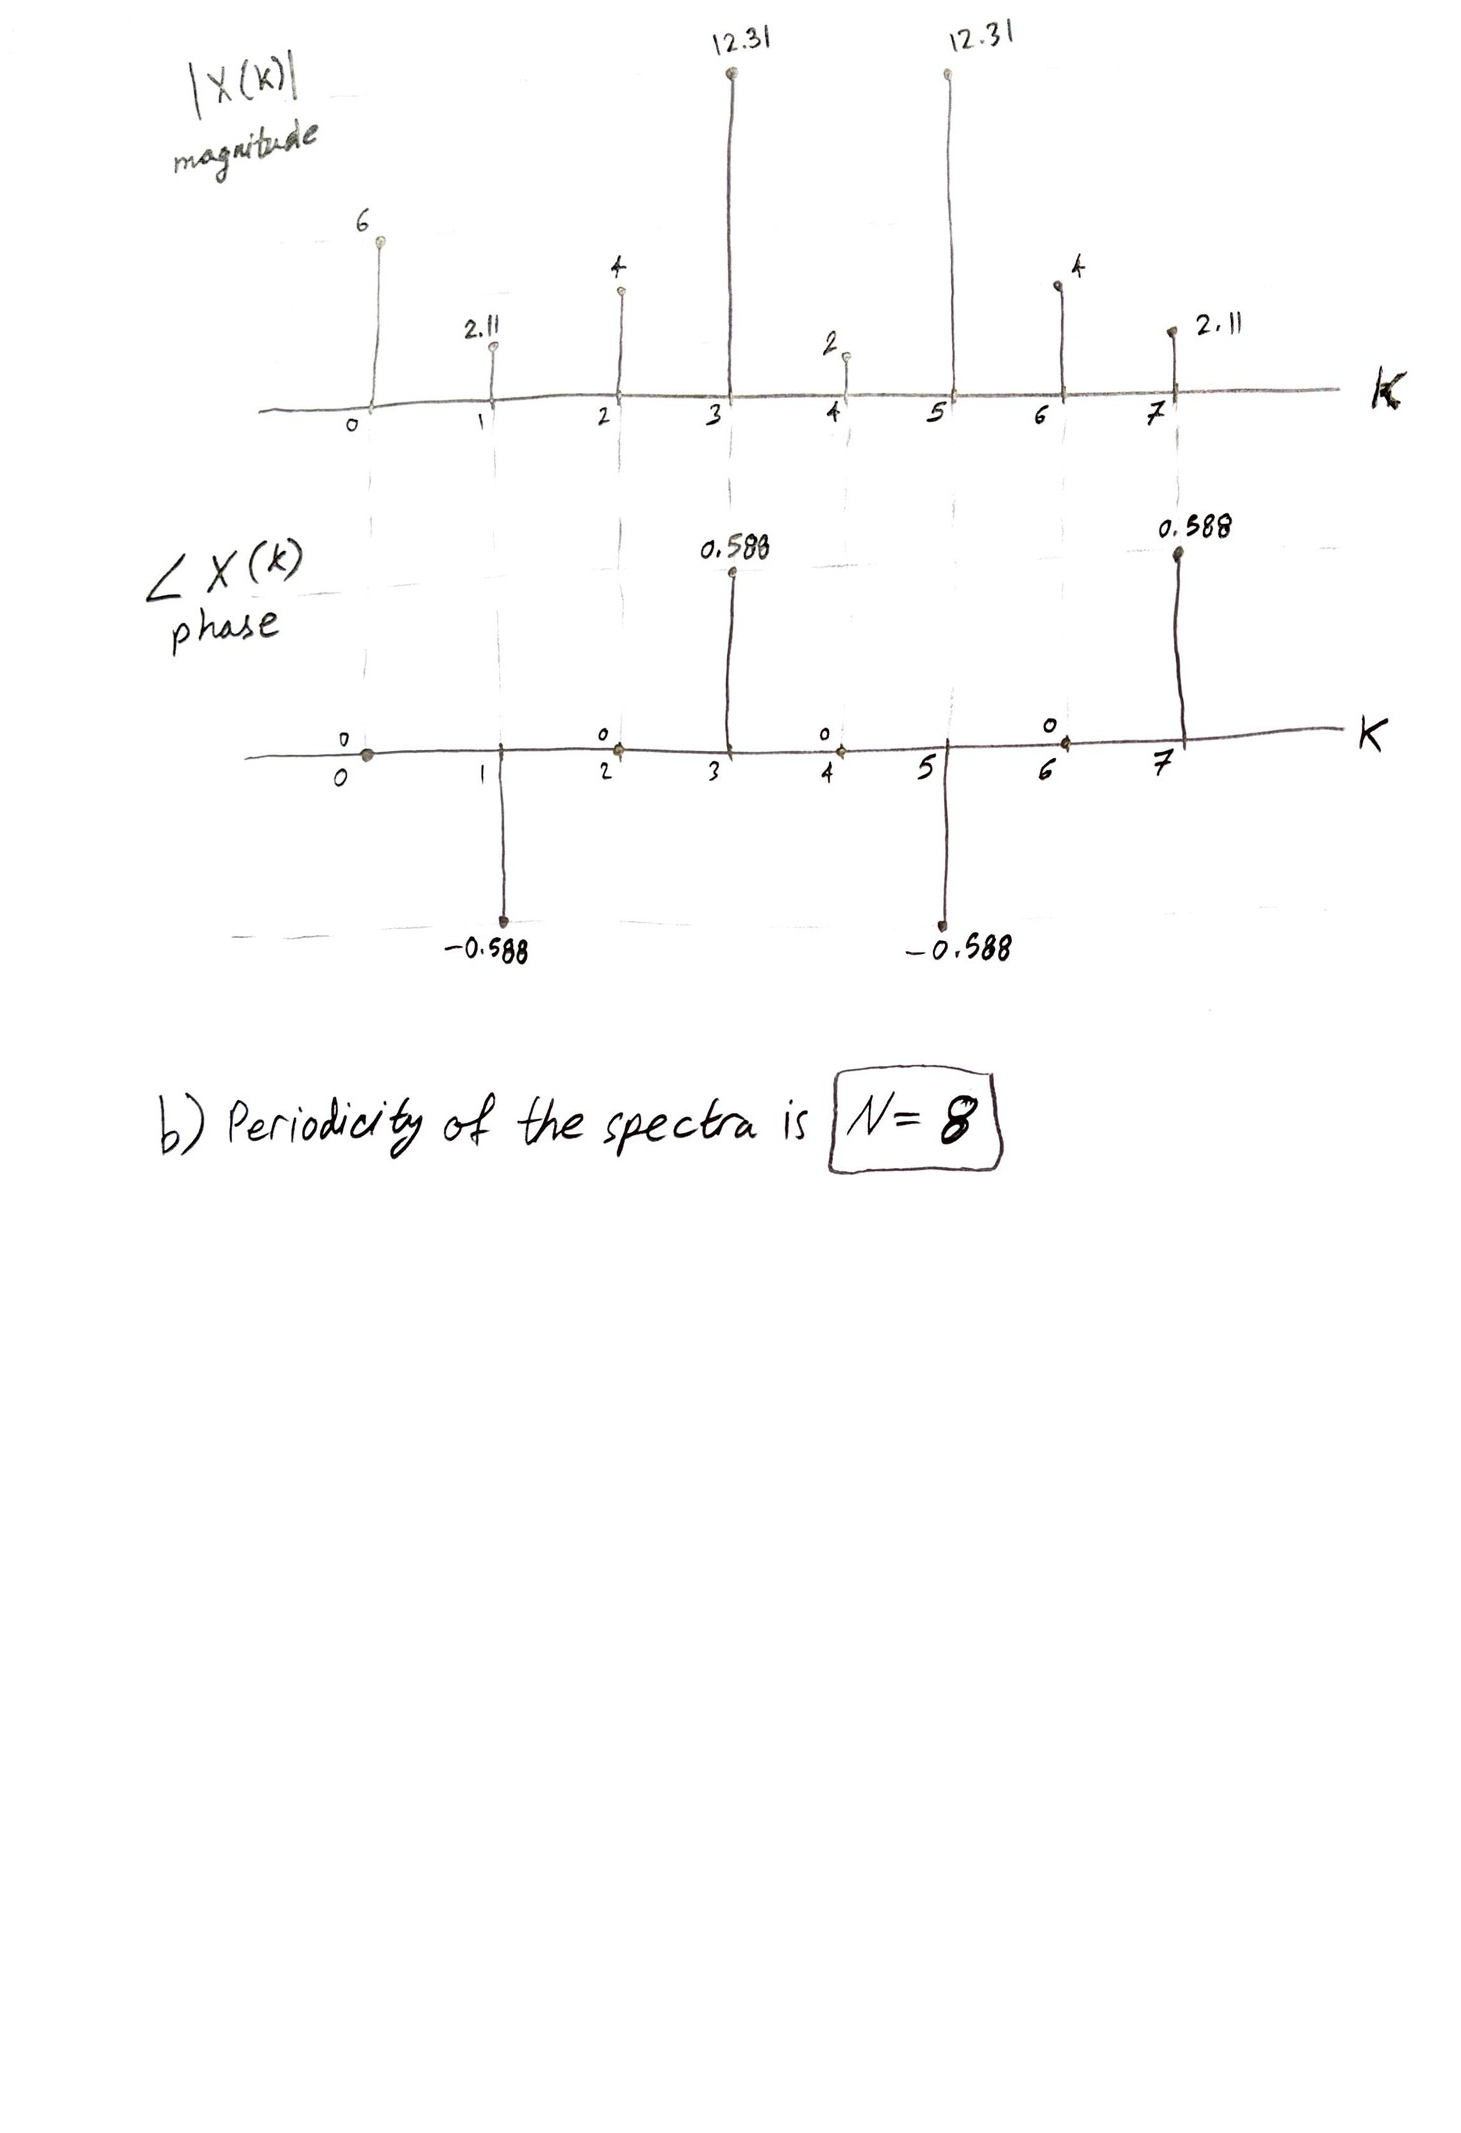 12.31 12.31
|X(k)|
magnitude
6
4 4
2.11 2 2.11
K
0 1 2 3 4 5 6 7
0.588 0.588
∠ X(k)
phase
0 0 0 0 K
0 1 2 3 4 5 6 7
-0.588 -0.588
b) Periodicity of the spectra is N= 8